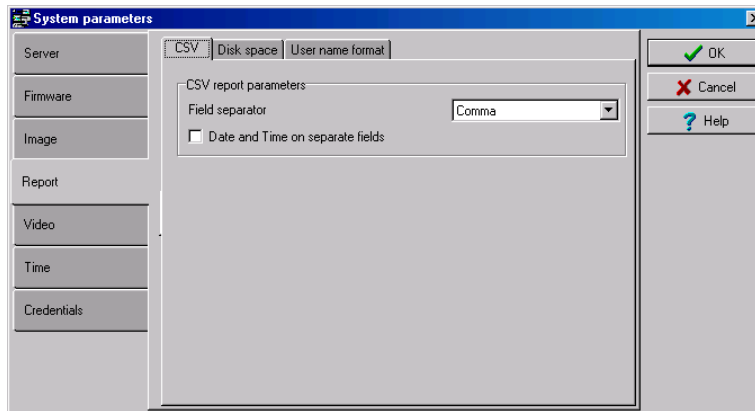 System parameters
Server
Firmware
Image
Report
Video
Time
Credentials
CSV
Disk space
User name format
CSV report parameters
Field separator
Comma
Date and Time on separate fields
OK
Cancel
Help